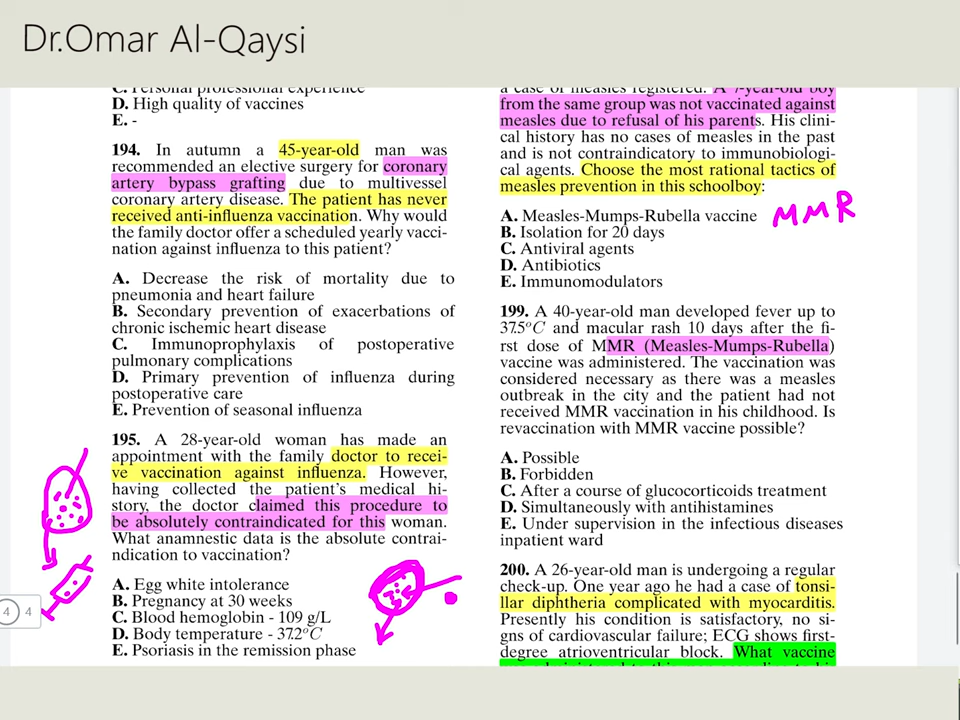 Dr.Omar Al-Qaysi
C. Personal professional experience
D. High quality of vaccines
E. -
194. In autumn a 45-year-old man was
recommended an elective surgery for coronary
artery bypass grafting due to multivessel
coronary artery disease. The patient has never
received anti-influenza vaccination. Why would
the family doctor offer a scheduled yearly vacci-
nation against influenza to this patient?
A. Decrease the risk of mortality due to
pneumonia and heart failure
B. Secondary prevention of exacerbations of
chronic ischemic heart disease
C. Immunoprophylaxis of postoperative
pulmonary complications
D. Primary prevention of influenza during
postoperative care
E. Prevention of seasonal influenza
195. A 28-year-old woman has made an
appointment with the family doctor to recei-
ve vaccination against influenza. However,
having collected the patient's medical hi-
story, the doctor claimed this procedure to
be absolutely contraindicated for this woman.
What anamnestic data is the absolute contrai-
ndication to vaccination?
A. Egg white intolerance
B. Pregnancy at 30 weeks
C. Blood hemoglobin - 109 g/L
D. Body temperature - 37.2°C
E. Psoriasis in the remission phase
4 4
a case of measles registered. A 7-year-old boy
from the same group was not vaccinated against
measles due to refusal of his parents. His clini-
cal history has no cases of measles in the past
and is not contraindicatory to immunobiologi-
cal agents. Choose the most rational tactics of
measles prevention in this schoolboy:
A. Measles-Mumps-Rubella vaccine MMR
B. Isolation for 20 days
C. Antiviral agents
D. Antibiotics
E. Immunomodulators
199. A 40-year-old man developed fever up to
37.5°C and macular rash 10 days after the fi-
rst dose of MMR (Measles-Mumps-Rubella)
vaccine was administered. The vaccination was
considered necessary as there was a measles
outbreak in the city and the patient had not
received MMR vaccination in his childhood. Is
revaccination with MMR vaccine possible?
A. Possible
B. Forbidden
C. After a course of glucocorticoids treatment
D. Simultaneously with antihistamines
E. Under supervision in the infectious diseases
inpatient ward
200. A 26-year-old man is undergoing a regular
check-up. One year ago he had a case of tonsi-
llar diphtheria complicated with myocarditis.
Presently his condition is satisfactory, no si-
gns of cardiovascular failure; ECG shows first-
degree atrioventricular block. What vaccine